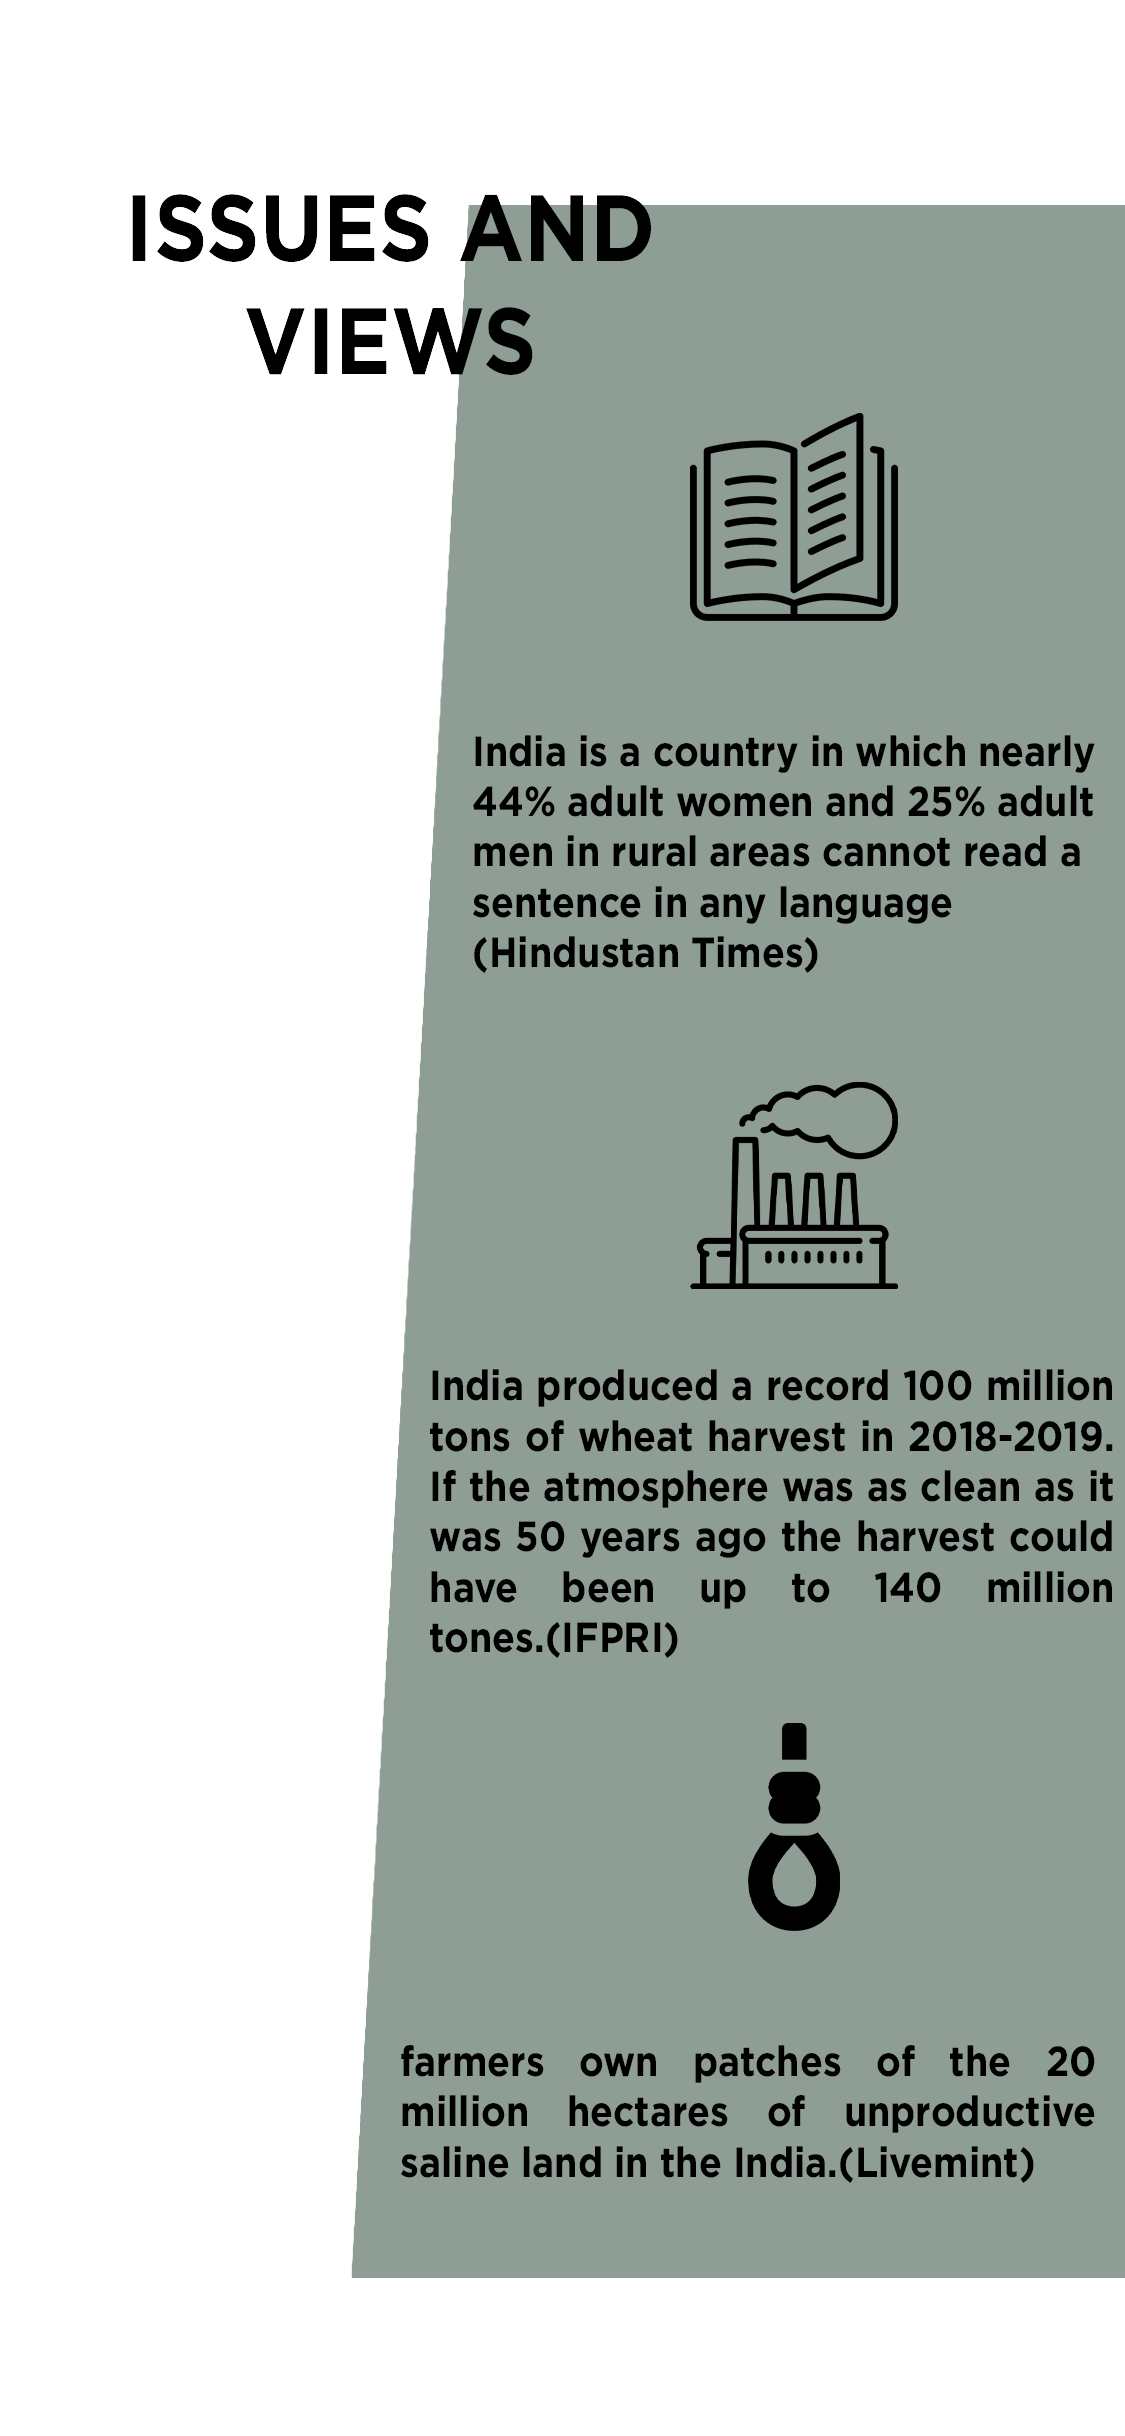 ISSUES AND
VIEWS
India is a country in which nearly
44% adult women and 25% adult
men in rural areas cannot read a
sentence in any language
(Hindustan Times)
India produced a record 100 million
tons of wheat harvest in 2018-2019.
If the atmosphere was as clean as it
was 50 years ago the harvest could
have been up to 140 million
tones.(IFPRI)
farmers own patches of the 20
million hectares of unproductive
saline land in the India.(Livemint)